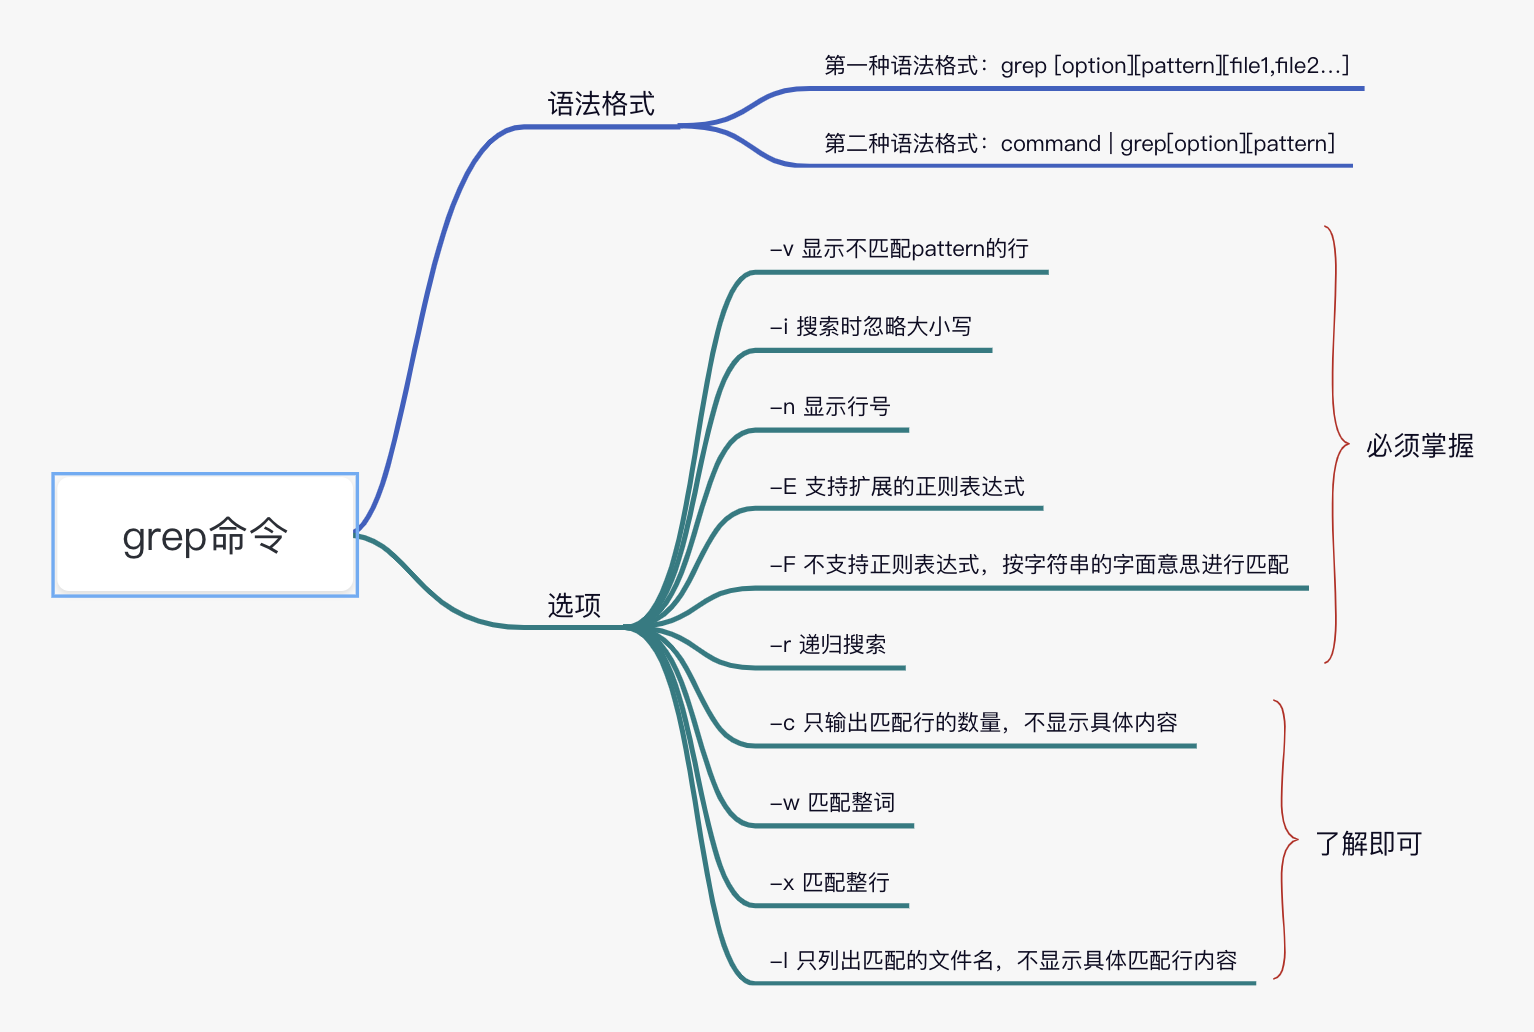 第一种语法格式：grep [option][pattern][file1,file2...]
语法格式
第二种语法格式：command | grep[option][pattern]
-v 显示不匹配pattern的行
-i 搜索时忽略大小写
-n 显示行号
必须掌握
-E 支持扩展的正则表达式
grep命令
-F 不支持正则表达式，按字符串的字面意思进行匹配
选项
-r 递归搜索
-c 只输出匹配行的数量，不显示具体内容
-w 匹配整词
了解即可
-x 匹配整行
-l 只列出匹配的文件名，不显示具体匹配行内容